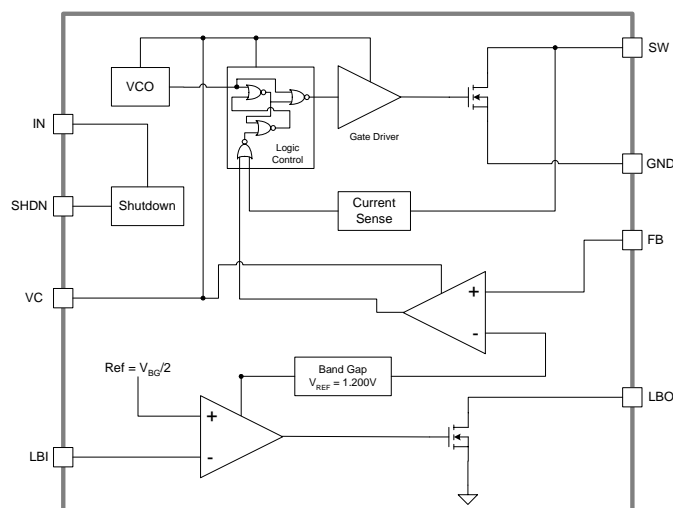 SW
VCO
IN
Gate Driver
Logic
Control
GND
SHDN
Shutdown
Current
Sense
FB
VC
+
-
Ref = VBG/2
Band Gap
VREF = 1.200V
LBO
+
-
LBI